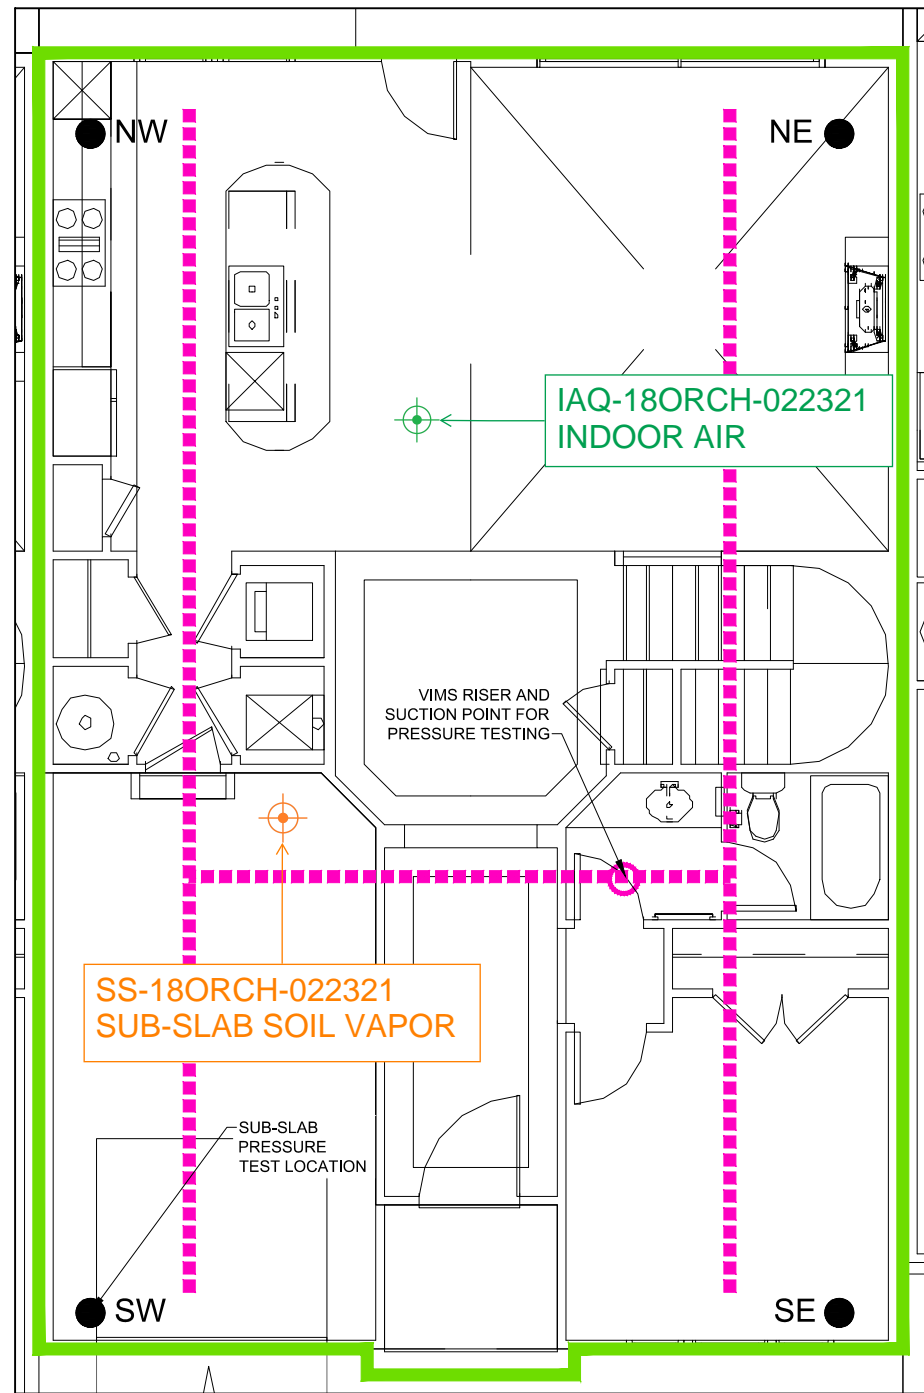 NW
NE
IAQ-18ORCH-022321
INDOOR AIR
VIMS RISER AND
SUCTION POINT FOR
PRESSURE TESTING
SS-18ORCH-022321
SUB-SLAB SOIL VAPOR
SUB-SLAB
PRESSURE
TEST LOCATION
SW
SE